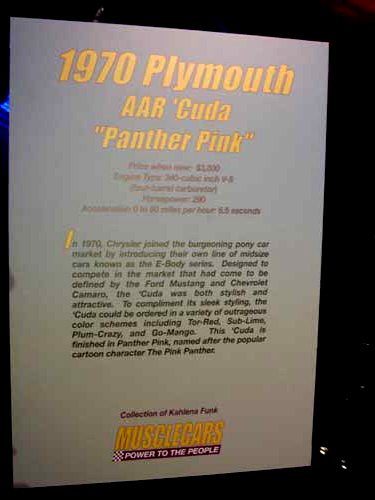 1970 Plymouth
AAR 'Cuda
"Panther Pink"
Price when new: $3,000
Engine Type: 340-cubic inch V-8
(four-barrel carburetor)
Horsepower: 290
Acceleration 0 to 60 miles per hour: 5.5 seconds
In 1970, Chrysler joined the burgeoning pony car
market by introducing their own line of midsize
cars known as the E-Body series. Designed to
compete in the market that had come to be
defined by the Ford Mustang and Chevrolet
Camaro, the 'Cuda was both stylish and
attractive. To compliment its sleek styling, the
'Cuda could be ordered in a variety of outrageous
color schemes including Tor-Red, Sub-Lime,
Plum-Crazy, and Go-Mango. This 'Cuda is
finished in Panther Pink, named after the popular
cartoon character The Pink Panther.
Collection of Kahlena Funk
MUSCLECARS
POWER TO THE PEOPLE